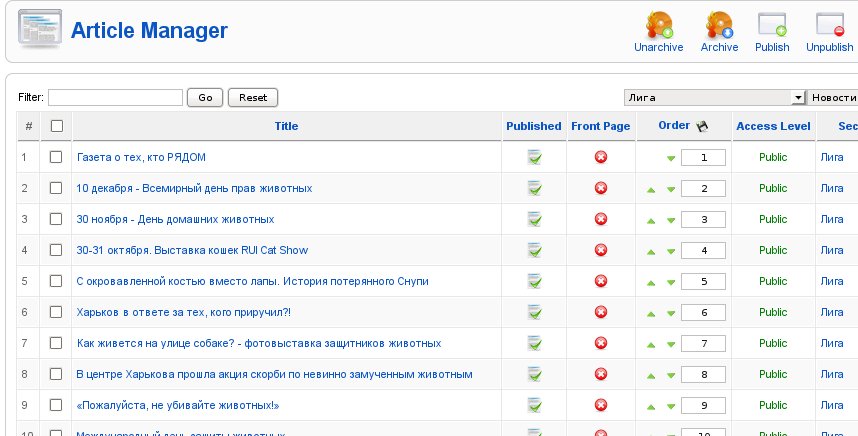 Article Manager
Unarchive Archive Publish Unpublish
Filter: Go Reset Лига Новости
# Title Published Front Page Order Access Level Sec
1 Газета о тех, кто РЯДОМ 1 Public Лига
2 10 декабря - Всемирный день прав животных 2 Public Лига
3 30 ноября - День домашних животных 3 Public Лига
4 30-31 октября. Выставка кошек RUI Cat Show 4 Public Лига
5 С окровавленной костью вместо лапы. История потерянного Снупи 5 Public Лига
6 Харьков в ответе за тех, кого приручил?! 6 Public Лига
7 Как живется на улице собаке? - фотовыставка защитников животных 7 Public Лига
8 В центре Харькова прошла акция скорби по невинно замученным животным 8 Public Лига
9 «Пожалуйста, не убивайте животных!» 9 Public Лига
10 Международный день защиты животных 10